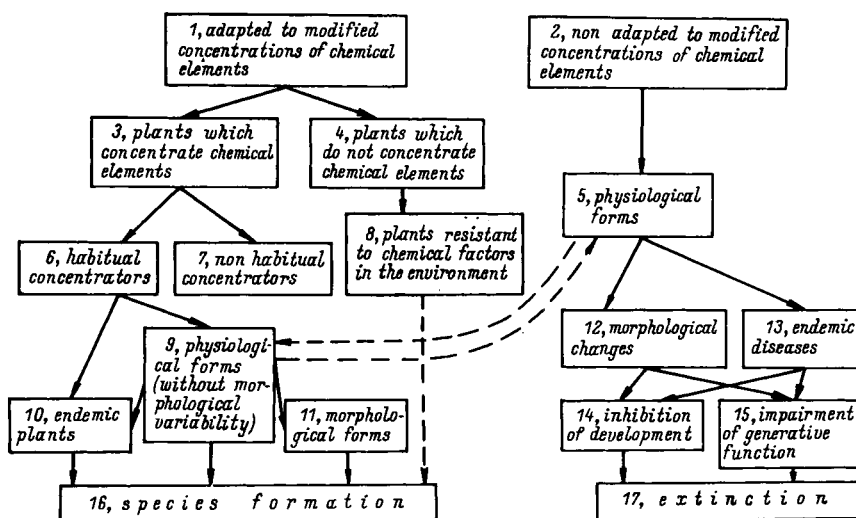 1, adapted to modified
concentrations of chemical
elements
2, non adapted to modified
concentrations of chemical
elements
3, plants which
concentrate chemical
elements
4, plants which
do not concentrate
chemical elements
5, physiological
forms
6, habitual
concentrators
7, non habitual
concentrators
8, plants resistant
to chemical factors
in the environment
9, physiologi-
cal forms
(without mor-
phological
variability)
10, endemic
plants
11, morpholo-
gical forms
12, morphological
changes
13, endemic
diseases
14, inhibition
of development
15, impairment
of generative
function
16, species formation
17, extinction